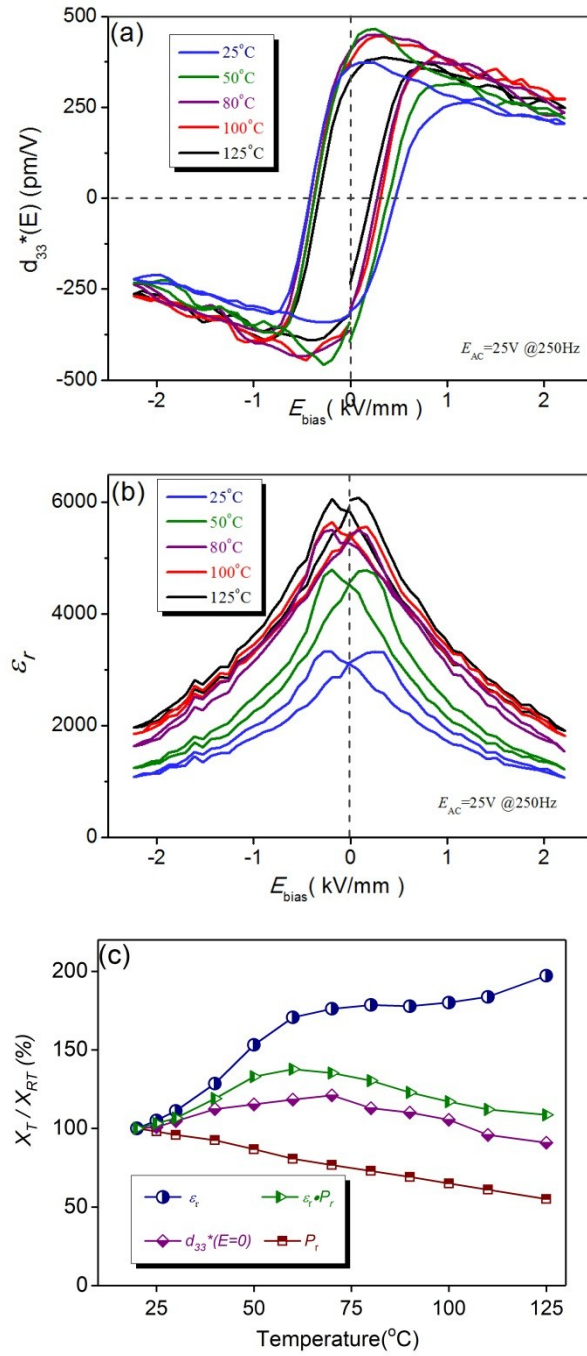 (a)
500
250
0
-250
-500
d33*(E) (pm/V)
25°C
50°C
80°C
100°C
125°C
EAC=25V @250Hz
-2 -1 0 1 2
Ebias( kV/mm)
(b)
6000
4000
2000
0
εr
25°C
50°C
80°C
100°C
125°C
EAC=25V @250Hz
-2 -1 0 1 2
Ebias( kV/mm)
(c)
200
150
100
50
0
XT / XRT (%)
εr εr•Pr
d33*(E=0) Pr
25 50 75 100 125
Temperature(°C)